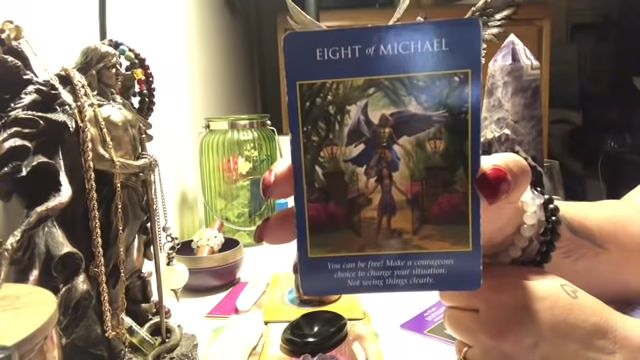 EIGHT of MICHAEL
You can be free! Make a courageous
choice to change your situation.
Not seeing things clearly.